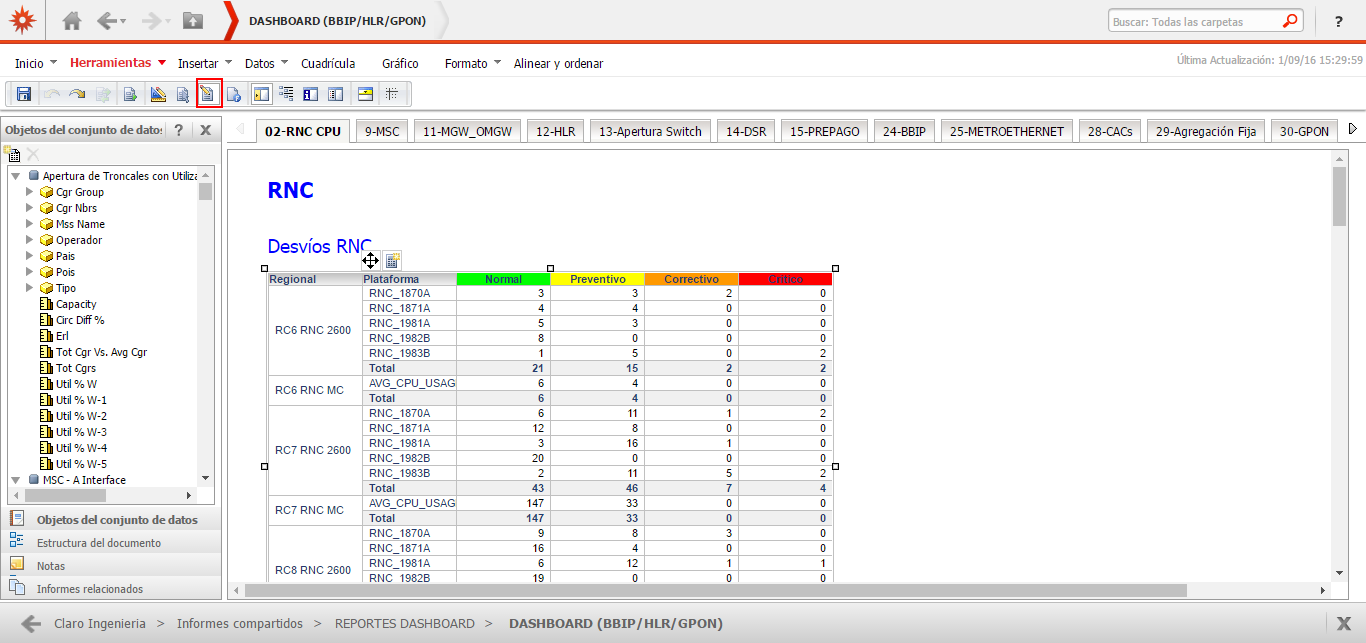 DASHBOARD (BBIP/HLR/GPON)
Buscar: Todas las carpetas
?
Inicio Herramientas Insertar Datos Cuadrícula Gráfico Formato Alinear y ordenar
Última Actualización: 1/09/16 15:29:59
Objetos del conjunto de datos ? X
02-RNC CPU 9-MSC 11-MGW_OMGW 12-HLR 13-Apertura Switch 14-DSR 15-PREPAGO 24-BBIP 25-METROETHERNET 28-CACs 29-Agregación Fija 30-GPON
Apertura de Troncales con Utiliza
Cgr Group
Cgr Nbrs
Mss Name
Operador
Pais
Pois
Tipo
Capacity
Circ Diff %
Erl
Tot Cgr Vs. Avg Cgr
Tot Cgrs
Util % W
Util % W-1
Util % W-2
Util % W-3
Util % W-4
Util % W-5
MSC - A Interface
Objetos del conjunto de datos
Estructura del documento
Notas
Informes relacionados
RNC
Desvíos RNC
Regional Plataforma Normal Preventivo Correctivo Crítico
RC6 RNC 2600
RNC_1870A 3 3 2 0
RNC_1871A 4 4 0 0
RNC_1981A 5 3 0 0
RNC_1982B 8 0 0 0
RNC_1983B 1 5 0 2
Total 21 15 2 2
RC6 RNC MC
AVG_CPU_USAG 6 4 0 0
Total 6 4 0 0
RC7 RNC 2600
RNC_1870A 6 11 1 2
RNC_1871A 12 8 0 0
RNC_1981A 3 16 1 0
RNC_1982B 20 0 0 0
RNC_1983B 2 11 5 2
Total 43 46 7 4
RC7 RNC MC
AVG_CPU_USAG 147 33 0 0
Total 147 33 0 0
RC8 RNC 2600
RNC_1870A 9 8 3 0
RNC_1871A 16 4 0 0
RNC_1981A 6 12 1 1
RNC_1982B 19 0 0 0
Claro Ingenieria > Informes compartidos > REPORTES DASHBOARD > DASHBOARD (BBIP/HLR/GPON)